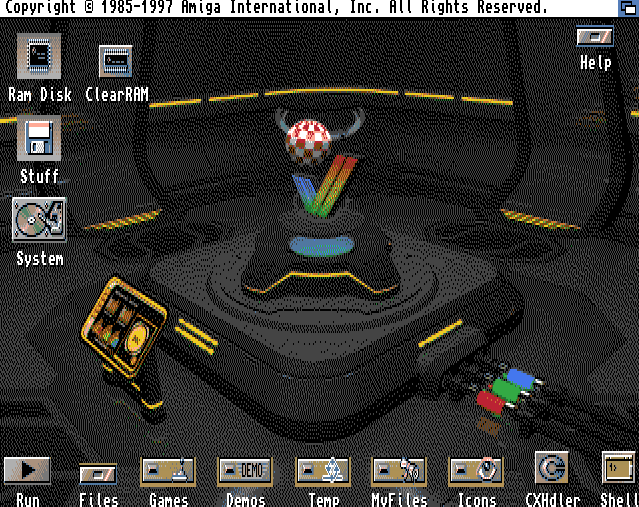 Copyright © 1985-1997 Amiga International, Inc. All Rights Reserved.
Help
Ram Disk ClearRAM
Stuff
System
DEMO
Run Files Games Demos Temp MyFiles Icons CXHdler Shell